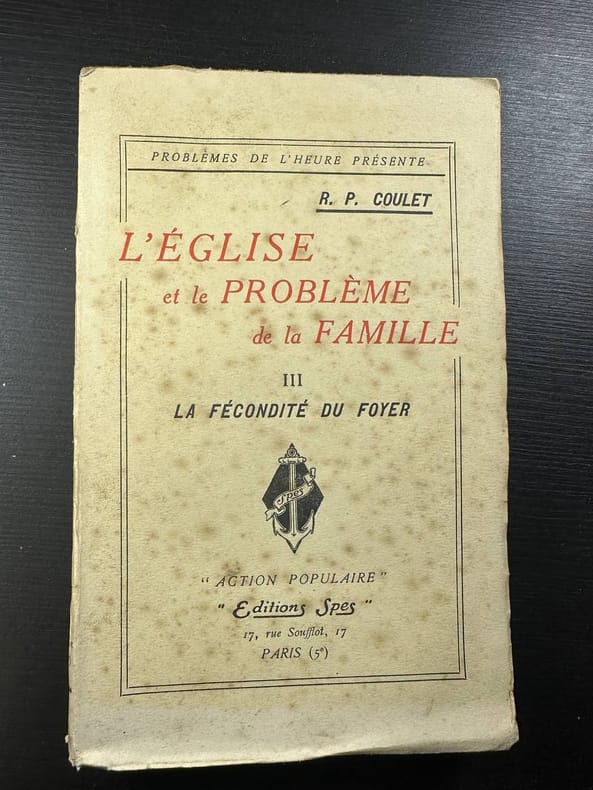 PROBLÈMES DE L'HEURE PRÉSENTE
R. P. COULET
L'ÉGLISE
et le PROBLÈME
de la FAMILLE
III
LA FÉCONDITÉ DU FOYER
Spes
"ACTION POPULAIRE"
"Editions Spes"
17, rue Soufflot, 17
PARIS (5e)